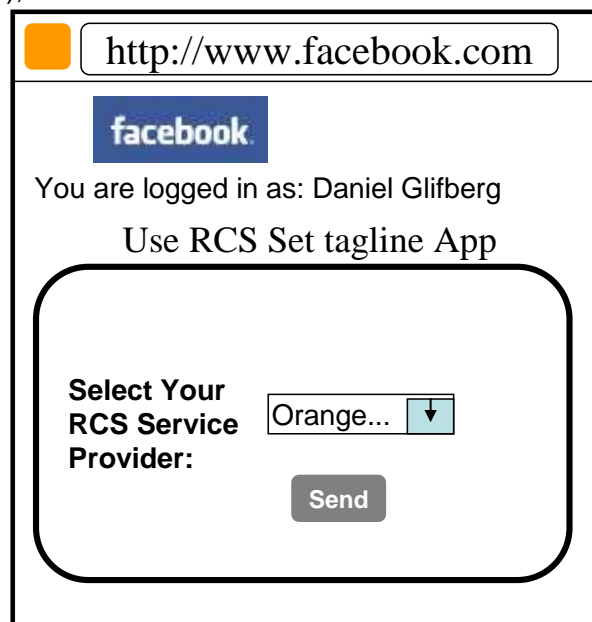 http://www.facebook.com
facebook.
You are logged in as: Daniel Glifberg
Use RCS Set tagline App
Select Your
RCS Service
Provider:
Orange...
Send